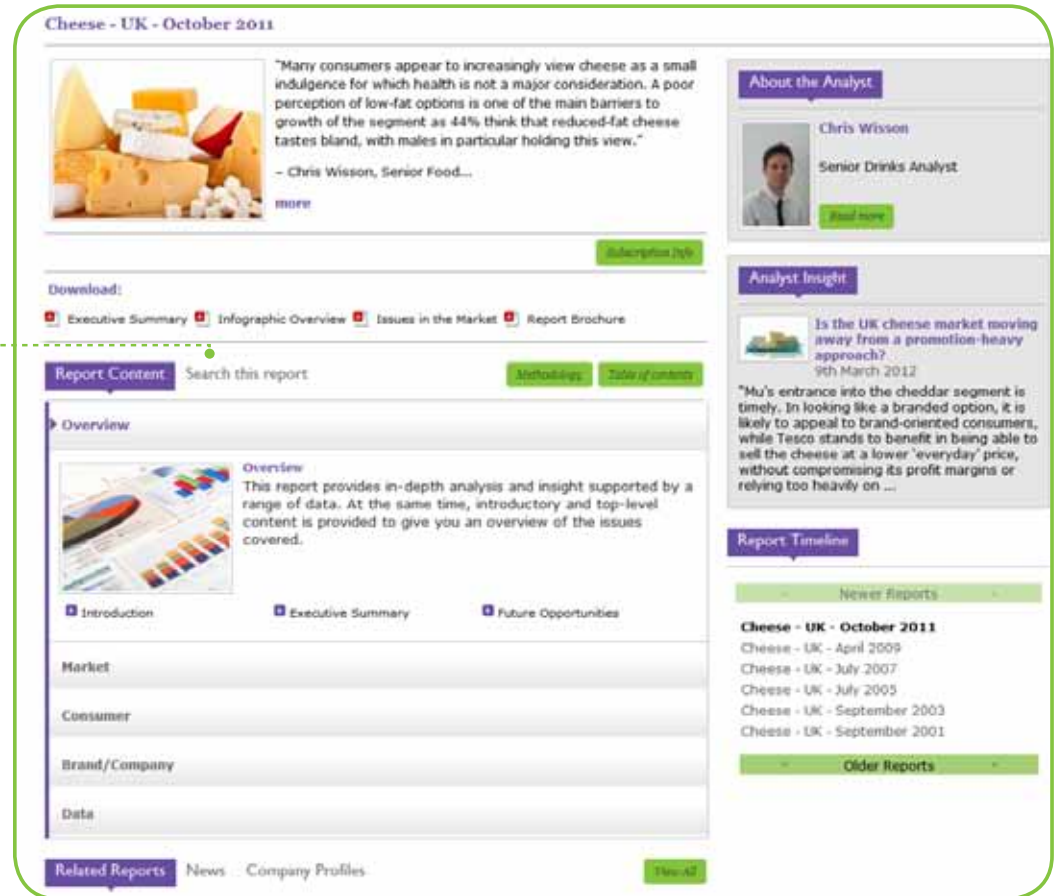 Cheese - UK - October 2011
"Many consumers appear to increasingly view cheese as a small
indulgence for which health is not a major consideration. A poor
perception of low-fat options is one of the main barriers to
growth of the segment as 44% think that reduced-fat cheese
tastes bland, with males in particular holding this view."
– Chris Wisson, Senior Food...
more
Subscription Info
Download:
Executive Summary Infographic Overview Issues in the Market Report Brochure
Report Content Search this report Methodology Table of contents
Overview
Overview
This report provides in-depth analysis and insight supported by a
range of data. At the same time, introductory and top-level
content is provided to give you an overview of the issues
covered.
Introduction Executive Summary Future Opportunities
Market
Consumer
Brand/Company
Data
Related Reports News Company Profiles View All
About the Analyst
Chris Wisson
Senior Drinks Analyst
Read more
Analyst Insight
Is the UK cheese market moving
away from a promotion-heavy
approach?
9th March 2012
"Mu's entrance into the cheddar segment is
timely. In looking like a branded option, it is
likely to appeal to brand-oriented consumers,
while Tesco stands to benefit in being able to
sell the cheese at a lower 'everyday' price,
without compromising its profit margins or
relying too heavily on ...
Report Timeline
Newer Reports
Cheese - UK - October 2011
Cheese - UK - April 2009
Cheese - UK - July 2007
Cheese - UK - July 2005
Cheese - UK - September 2003
Cheese - UK - September 2001
Older Reports